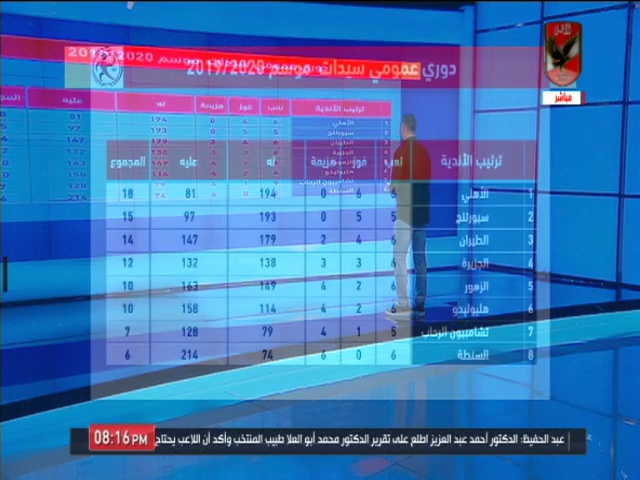 مباشر
دوري عمومي سيدات موسم 2019/2020
ترتيب الأندية لعب فوز هزيمة له عليه المجموع
1 الأهلي 6 6 0 194 81 18
2 سبورتنج 5 5 0 193 97 15
3 الطيران 6 4 2 179 147 14
4 الجزيرة 6 3 3 138 132 12
5 الزهور 6 2 4 149 163 10
6 هليوليدو 6 2 4 114 158 10
7 تشامبيون الرحاب 5 1 4 79 128 7
8 السنطة 6 0 6 74 214 6
عبد الحفيظ: الدكتور أحمد عبد العزيز اطلع على تقرير الدكتور محمد أبو العلا طبيب المنتخب وأكد أن اللاعب يحتاج
08:16 PM